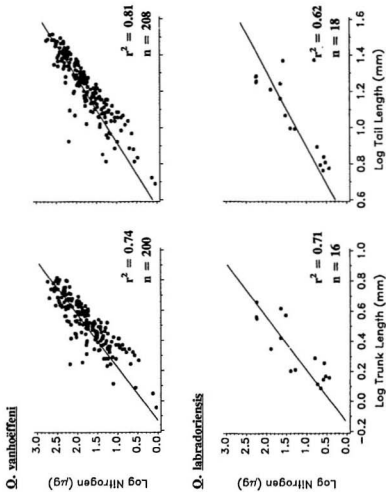 O. vanhoëffeni
Log Nitrogen (µg)
3.0
2.5
2.0
1.5
1.0
0.5
0.0
r² = 0.74
n = 200
r² = 0.81
n = 208
O. labradoriensis
Log Nitrogen (µg)
3.0
2.5
2.0
1.5
1.0
0.5
0.0
r² = 0.71
n = 16
-0.2 0.0 0.2 0.4 0.6 0.8 1.0
Log Trunk Length (mm)
r² = 0.62
n = 18
0.6 0.8 1.0 1.2 1.4 1.6
Log Tail Length (mm)